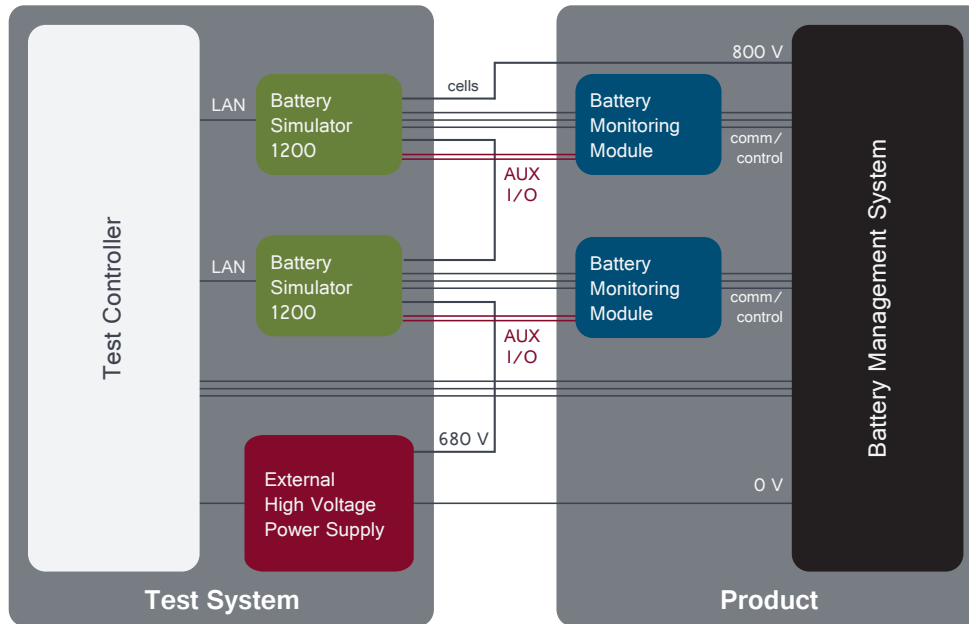 800 V
cells
LAN
Battery
Simulator
1200
Battery
Monitoring
Module
comm/
control
AUX
I/O
Test Controller
Battery Management System
LAN
Battery
Simulator
1200
Battery
Monitoring
Module
comm/
control
AUX
I/O
680 V
External
High Voltage
Power Supply
0 V
Test System
Product